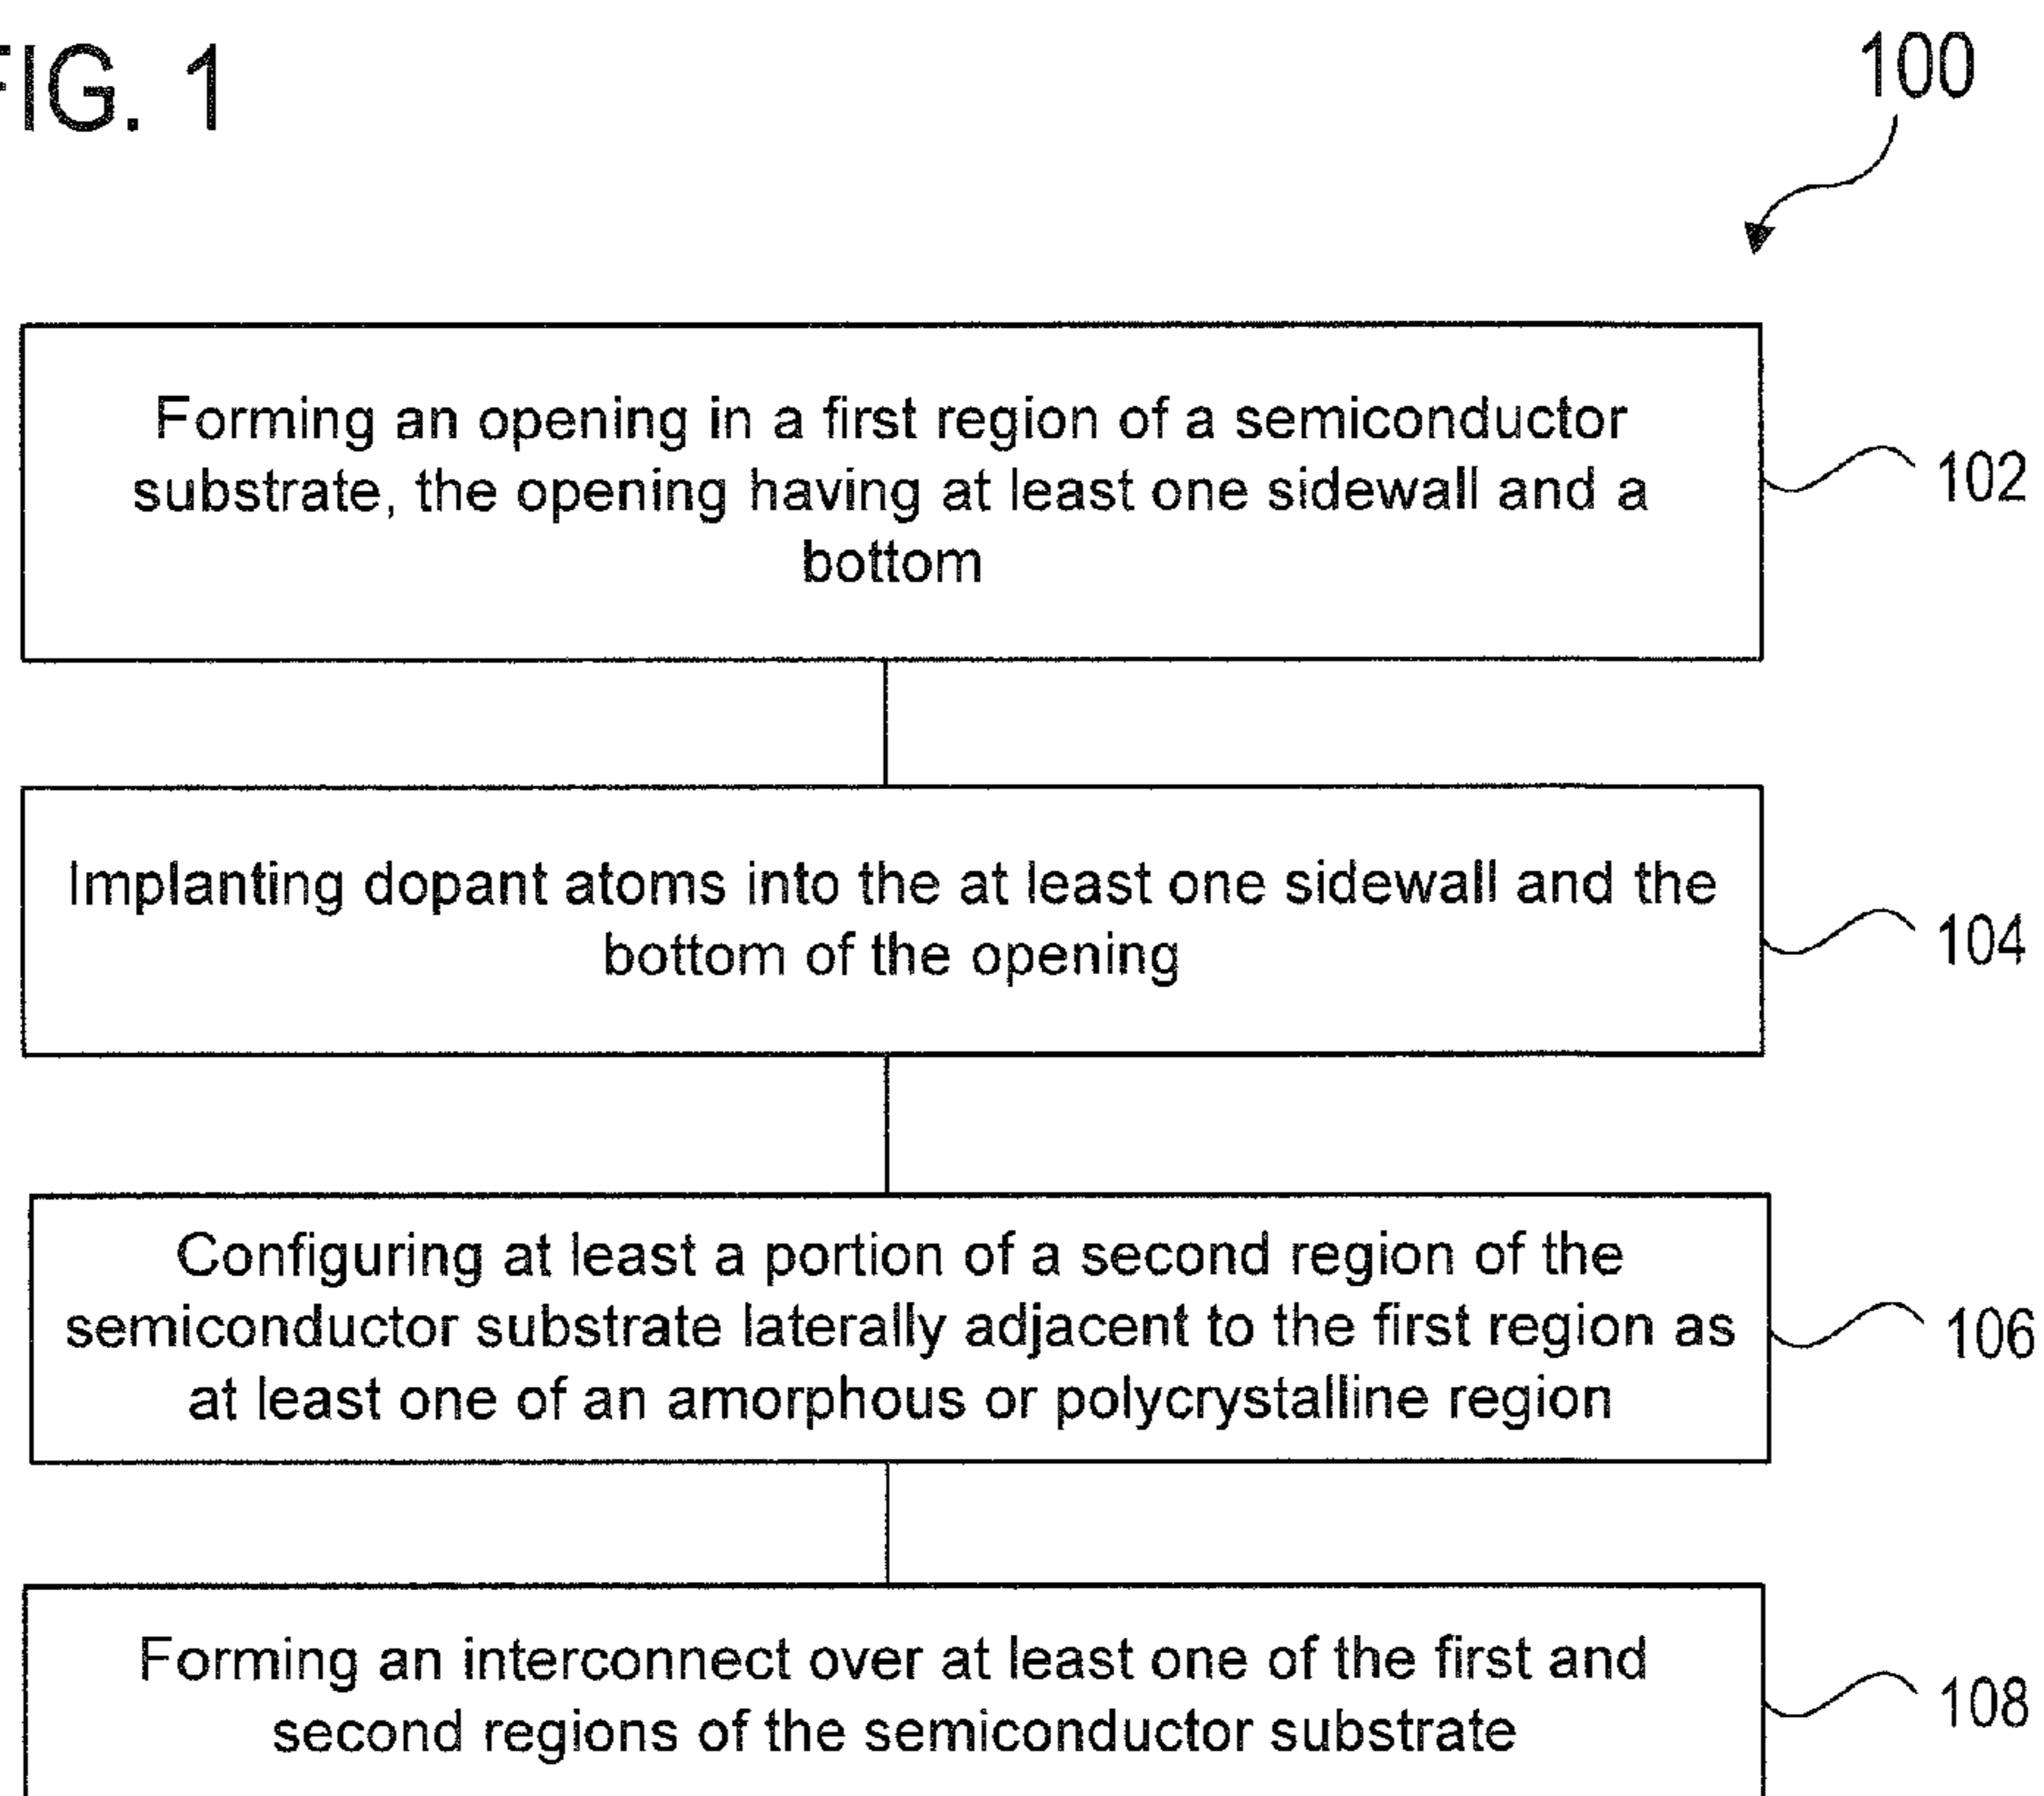 FIG. 1
100
Forming an opening in a first region of a semiconductor
substrate, the opening having at least one sidewall and a
bottom
102
Implanting dopant atoms into the at least one sidewall and the
bottom of the opening
104
Configuring at least a portion of a second region of the
semiconductor substrate laterally adjacent to the first region as
at least one of an amorphous or polycrystalline region
106
Forming an interconnect over at least one of the first and
second regions of the semiconductor substrate
108